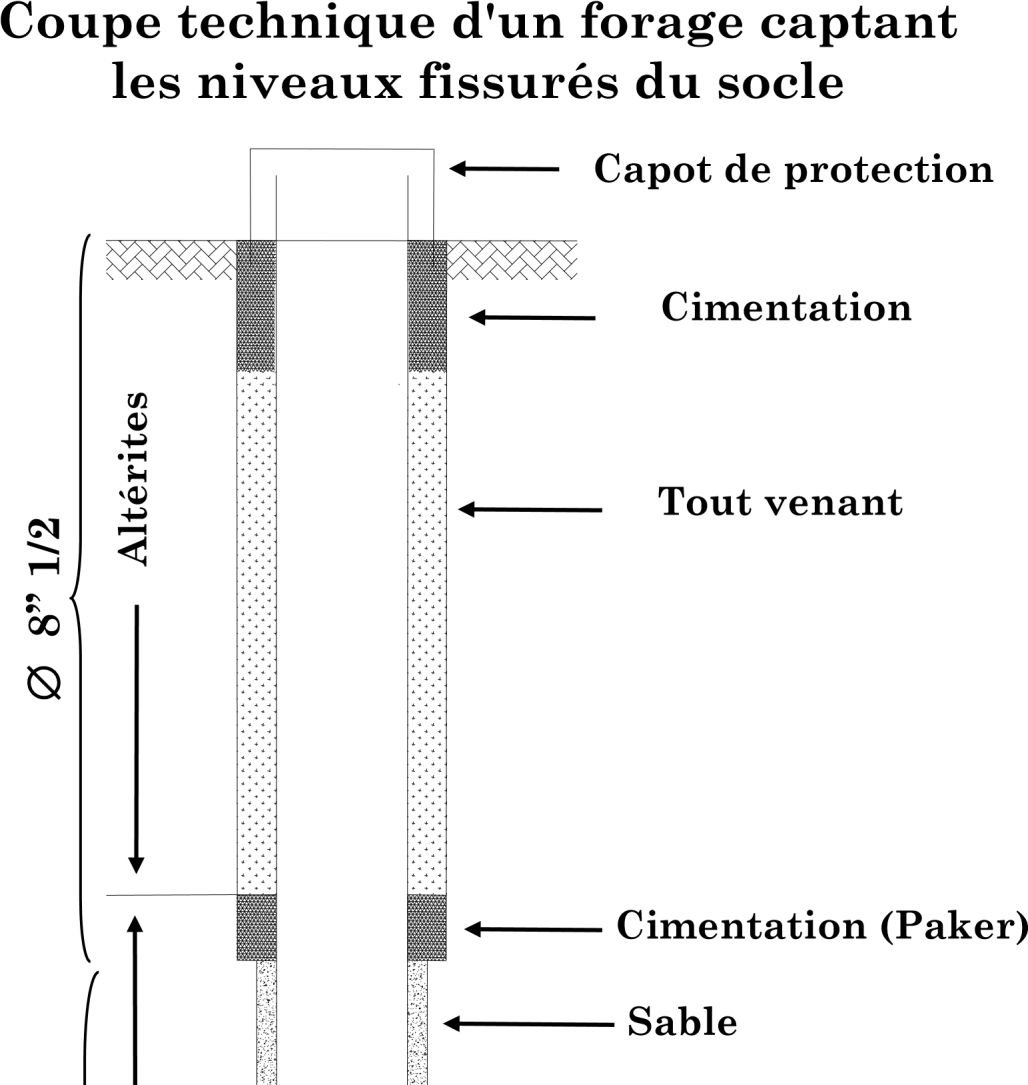 Coupe technique d'un forage captant
les niveaux fissurés du socle
Capot de protection
Cimentation
Altérites
Tout venant
Ø 8” 1/2
Cimentation (Paker)
Sable